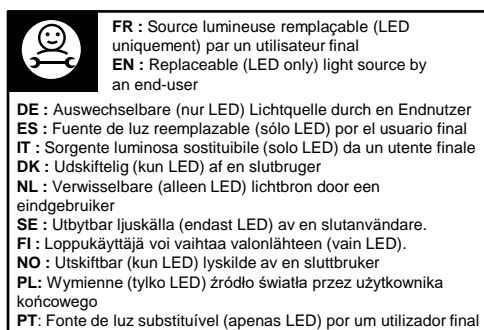 FR : Source lumineuse remplaçable (LED
uniquement) par un utilisateur final
EN : Replaceable (LED only) light source by
an end-user
DE : Auswechselbare (nur LED) Lichtquelle durch en Endnutzer
ES : Fuente de luz reemplazable (sólo LED) por el usuario final
IT : Sorgente luminosa sostituibile (solo LED) da un utente finale
DK : Udskiftelig (kun LED) af en slutbruger
NL : Verwisselbare (alleen LED) lichtbron door een
eindgebruiker
SE : Utbytbar ljuskälla (endast LED) av en slutanvändare.
FI : Loppukäyttäjä voi vaihtaa valonlähteen (vain LED).
NO : Utskiftbar (kun LED) lyskilde av en sluttbruker
PL: Wymienne (tylko LED) źródło światła przez użytkownika
końcowego
PT: Fonte de luz substituível (apenas LED) por um utilizador final